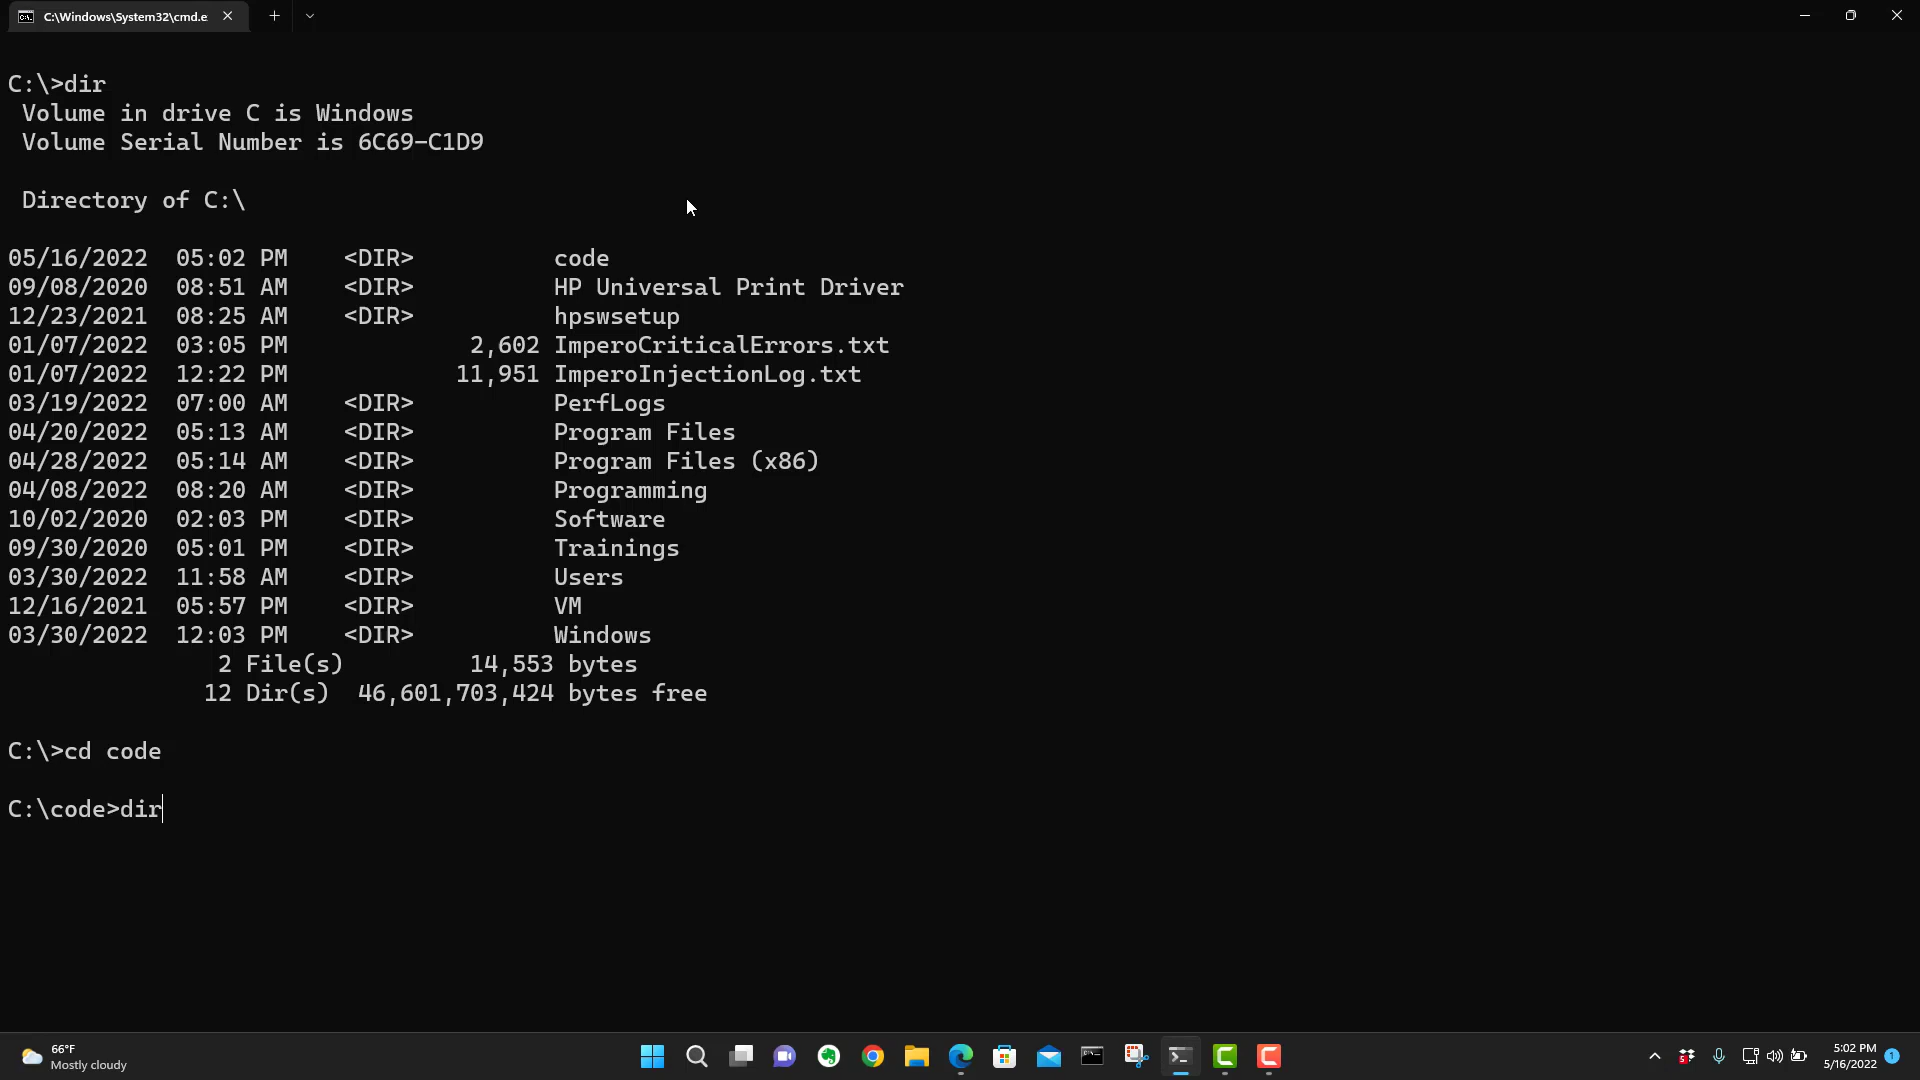 C:\Windows\System32\cmd.e
C:\>dir
 Volume in drive C is Windows
 Volume Serial Number is 6C69-C1D9
 Directory of C:\
05/16/2022  05:02 PM    <DIR>          code
09/08/2020  08:51 AM    <DIR>          HP Universal Print Driver
12/23/2021  08:25 AM    <DIR>          hpswsetup
01/07/2022  03:05 PM             2,602 ImperoCriticalErrors.txt
01/07/2022  12:22 PM            11,951 ImperoInjectionLog.txt
03/19/2022  07:00 AM    <DIR>          PerfLogs
04/20/2022  05:13 AM    <DIR>          Program Files
04/28/2022  05:14 AM    <DIR>          Program Files (x86)
04/08/2022  08:20 AM    <DIR>          Programming
10/02/2020  02:03 PM    <DIR>          Software
09/30/2020  05:01 PM    <DIR>          Trainings
03/30/2022  11:58 AM    <DIR>          Users
12/16/2021  05:57 PM    <DIR>          VM
03/30/2022  12:03 PM    <DIR>          Windows
               2 File(s)         14,553 bytes
              12 Dir(s)  46,601,703,424 bytes free
C:\>cd code
C:\code>dir
66°F
Mostly cloudy
5:02 PM
5/16/2022
1